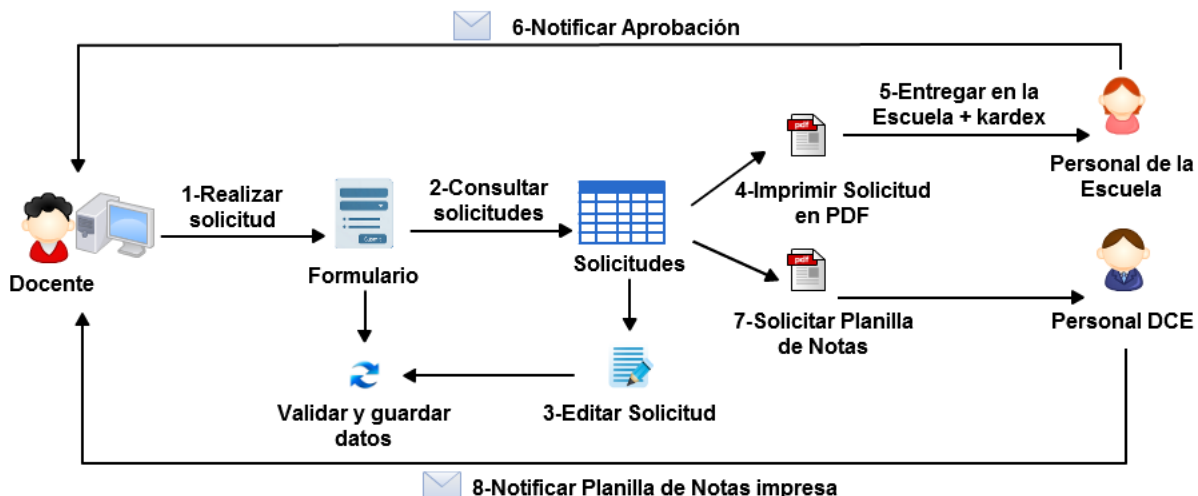 6-Notificar Aprobación
5-Entregar en la
Escuela + kardex
pdf
1-Realizar
solicitud
2-Consultar
solicitudes
4-Imprimir Solicitud
en PDF
Personal de la
Escuela
Docente
Formulario
Solicitudes
pdf
7-Solicitar Planilla
de Notas
Personal DCE
Validar y guardar
datos
3-Editar Solicitud
8-Notificar Planilla de Notas impresa